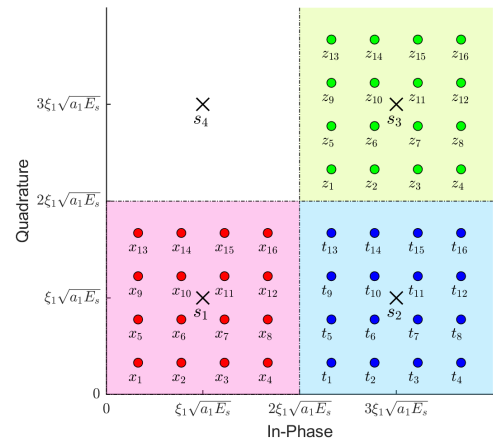 Quadrature
3ξ₁√a₁Eₛ
2ξ₁√a₁Eₛ
ξ₁√a₁Eₛ
0
s₄
z₁₃ z₁₄ z₁₅ z₁₆
z₉ z₁₀ z₁₁ z₁₂
s₃
z₅ z₆ z₇ z₈
z₁ z₂ z₃ z₄
x₁₃ x₁₄ x₁₅ x₁₆
x₉ x₁₀ x₁₁ x₁₂
s₁
x₅ x₆ x₇ x₈
x₁ x₂ x₃ x₄
t₁₃ t₁₄ t₁₅ t₁₆
t₉ t₁₀ t₁₁ t₁₂
s₂
t₅ t₆ t₇ t₈
t₁ t₂ t₃ t₄
0 ξ₁√a₁Eₛ 2ξ₁√a₁Eₛ 3ξ₁√a₁Eₛ
In-Phase